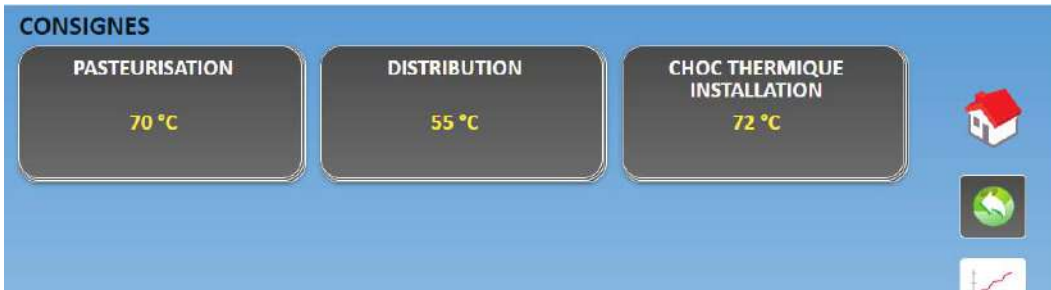 CONSIGNES
PASTEURISATION
70 °C
DISTRIBUTION
55 °C
CHOC THERMIQUE
INSTALLATION
72 °C